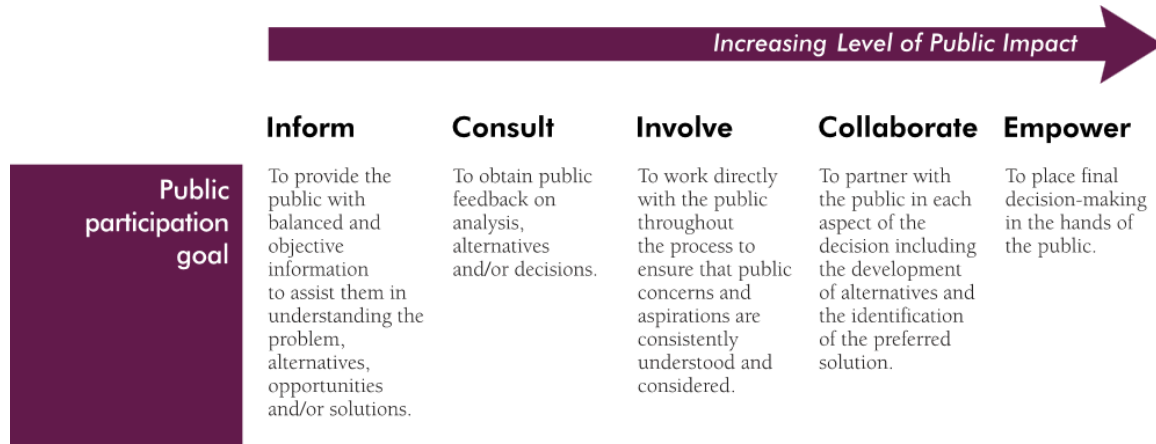 Increasing Level of Public Impact
Inform
Consult
Involve
Collaborate
Empower
Public
participation
goal
To provide the
public with
balanced and
objective
information
to assist them in
understanding the
problem,
alternatives,
opportunities
and/or solutions.
To obtain public
feedback on
analysis,
alternatives
and/or decisions.
To work directly
with the public
throughout
the process to
ensure that public
concerns and
aspirations are
consistently
understood and
considered.
To partner with
the public in each
aspect of the
decision including
the development
of alternatives and
the identification
of the preferred
solution.
To place final
decision-making
in the hands of
the public.